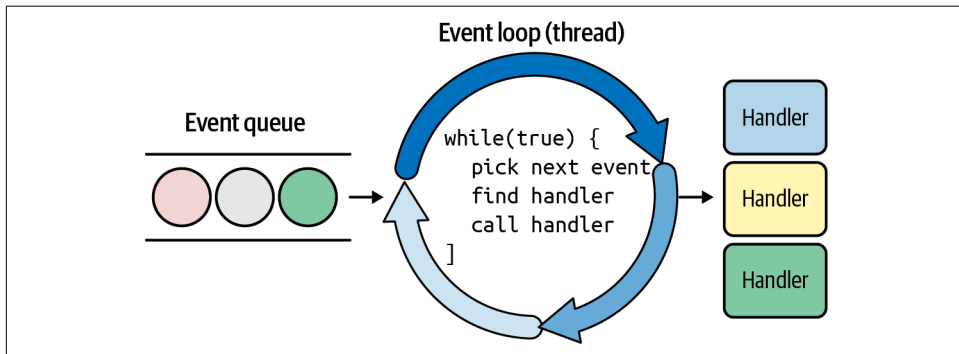 Event loop (thread)
Event queue
while(true) {
pick next event
find handler
call handler
]
Handler
Handler
Handler